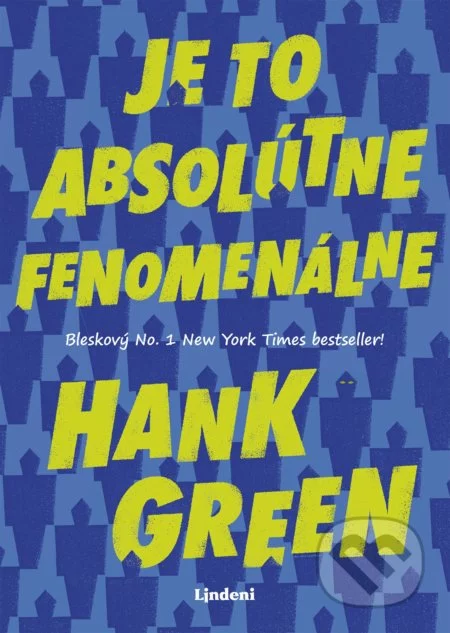 JE TO
ABSOLÚTNE
FENOMENÁLNE
Bleskový No. 1 New York Times bestseller!
HANK
GREEN
Lindeni